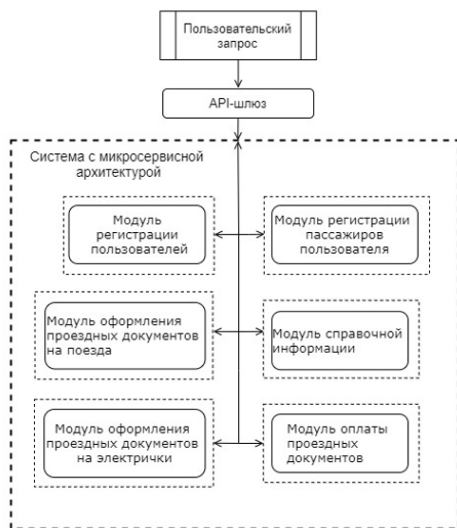 Пользовательский
запрос
API-шлюз
Система с микросервисной
архитектурой
Модуль
регистрации
пользователей
Модуль регистрации
пассажиров
пользователя
Модуль оформления
проездных документов
на поезда
Модуль справочной
информации
Модуль оформления
проездных документов
на электрички
Модуль оплаты
проездных
документов